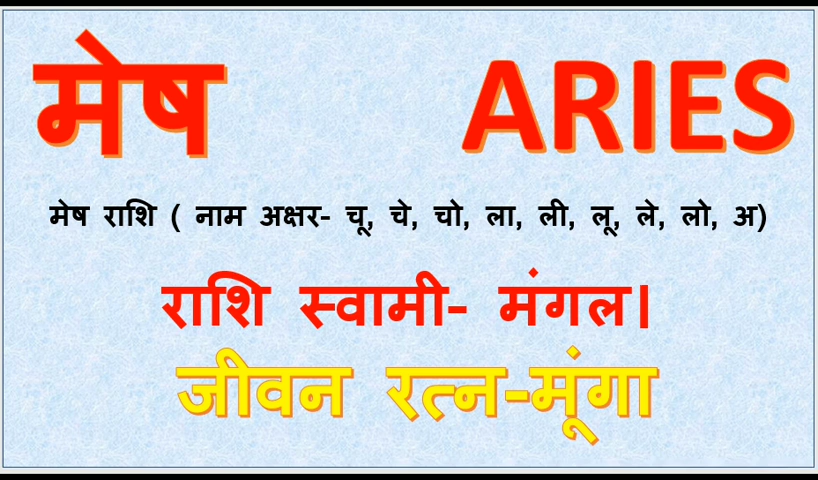 मेष ARIES
मेष राशि ( नाम अक्षर- चू, चे, चो, ला, ली, लू, ले, लो, अ)
राशि स्वामी- मंगल।
जीवन रत्न-मूंगा